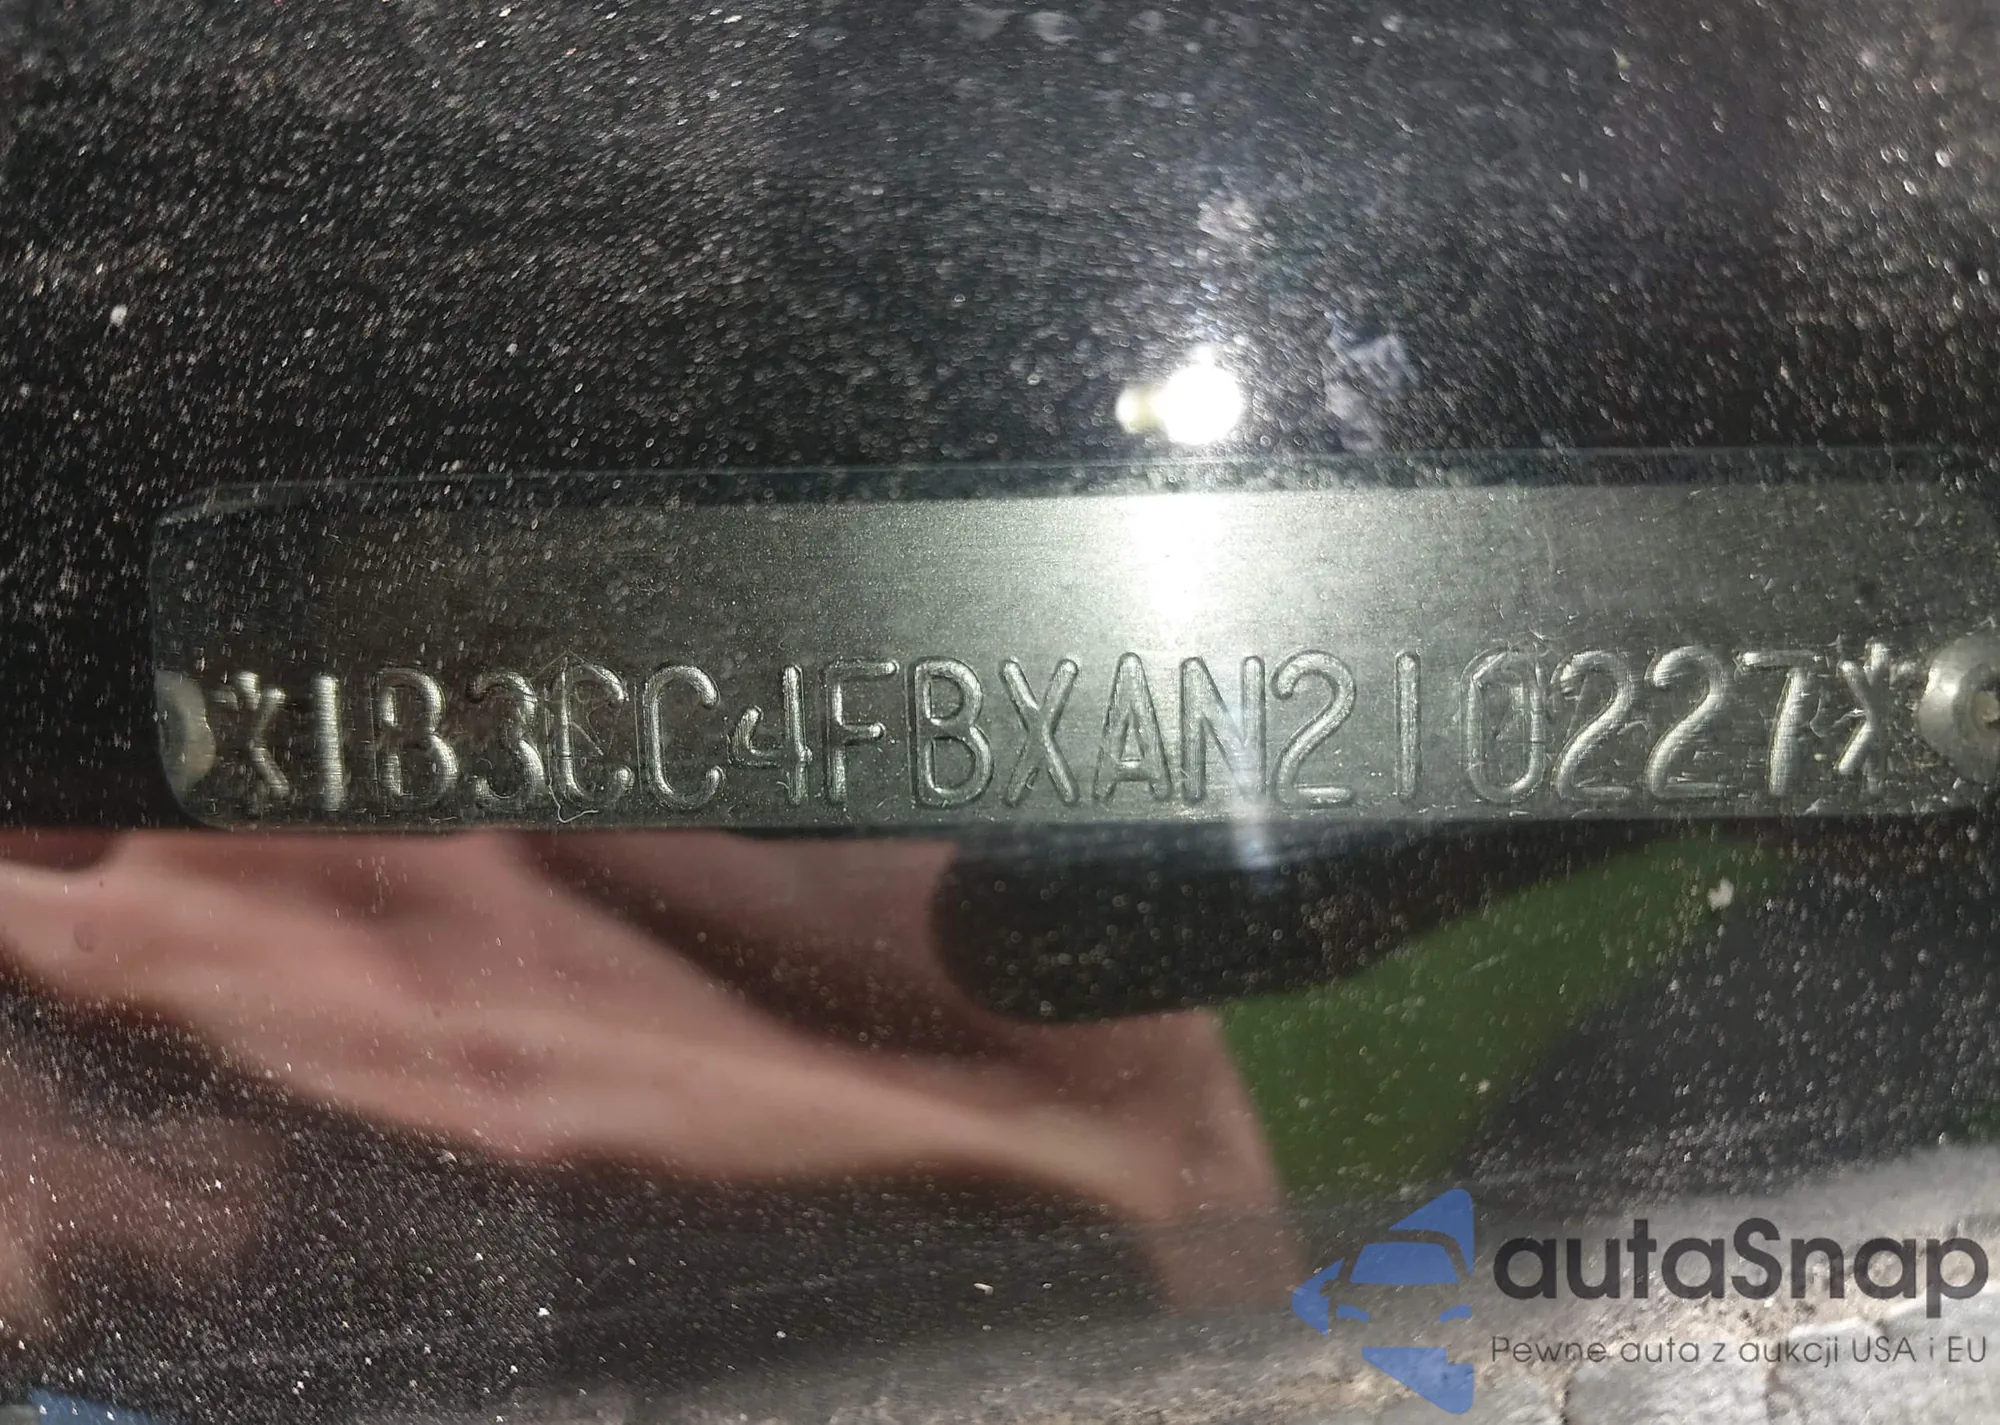 *1B3CC4FBXAN210227*
autaSnap
Pewne auta z aukcji USA i EU